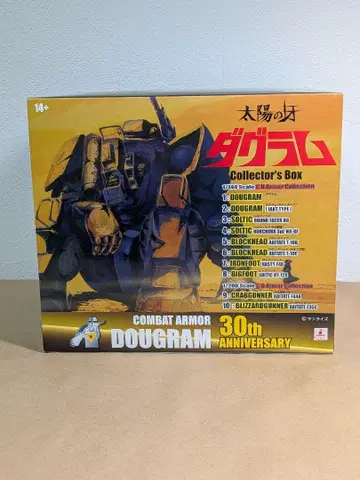 14+
太陽の牙
ダグラム
Collector's Box
1/144 Scale C.B.Armor Collection
1 DOUGRAM
2 DOUGRAM
3 SOLTIC ROUND FACER
4 SOLTIC
5 BLOCKHEAD
6 BLOCKHEAD
7 IRONFOOT
8 BIGFOOT
1/200 Scale C.B.Armor Collection
9 CRABGUNNER
10 BLIZZARDGUNNER
COMBAT ARMOR
DOUGRAM
30th
ANNIVERSARY
©サンライズ